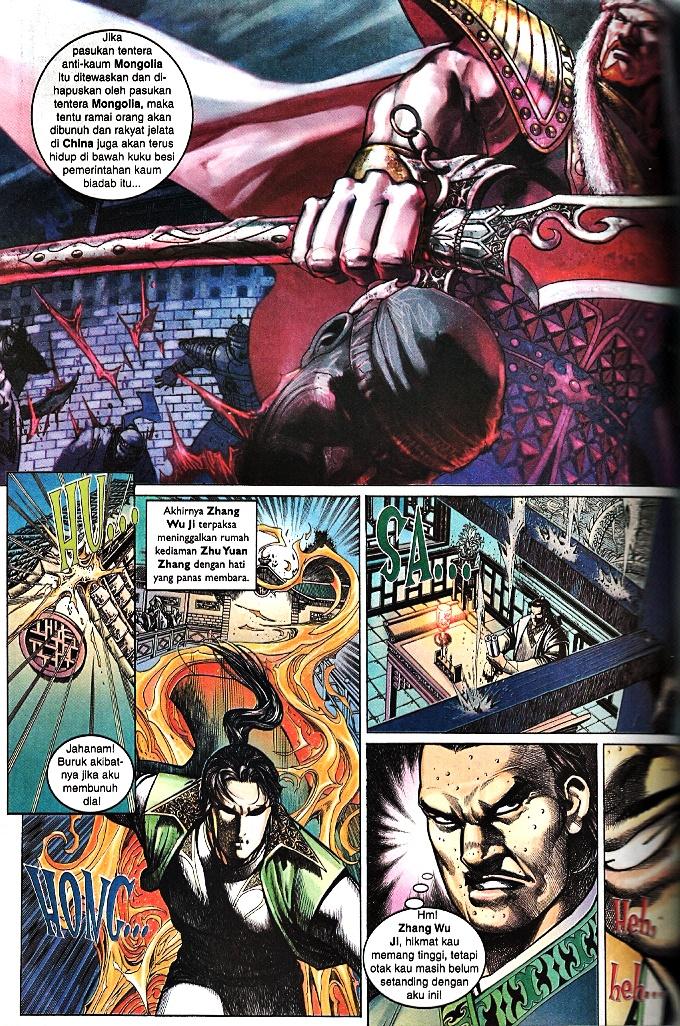 Jika
pasukan tentera
anti-kaum Mongolia
itu ditewaskan dan di-
hapuskan oleh pasukan
tentera Mongolia, maka
tentu ramai orang akan
dibunuh dan rakyat jelata
di China juga akan terus
hidup di bawah kuku besi
pemerintahan kaum
biadab itu...
HU...
Jahanam!
Buruk akibat-
nya jika aku
membunuh
dia!
Akhirnya Zhang
Wu Ji terpaksa
meninggalkan rumah
kediaman Zhu Yuan
Zhang dengan hati
yang panas membara.
HONG...
SA...
Hm!
Zhang Wu
Ji, hikmat kau
memang tinggi, tetapi
otak kau masih belum
setanding dengan
aku ini!
Heh,
heh...